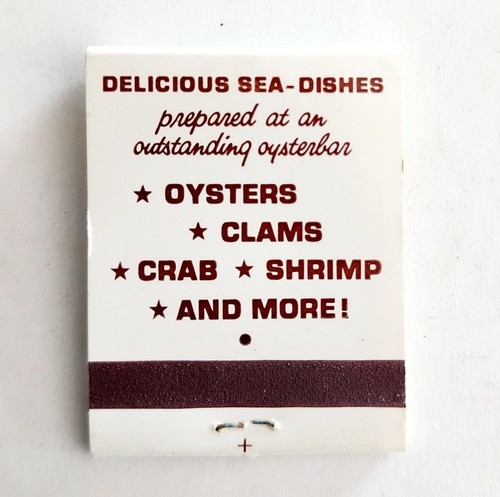 DELICIOUS SEA-DISHES
prepared at an
outstanding oysterbar
★ OYSTERS
★ CLAMS
★ CRAB ★ SHRIMP
★ AND MORE!